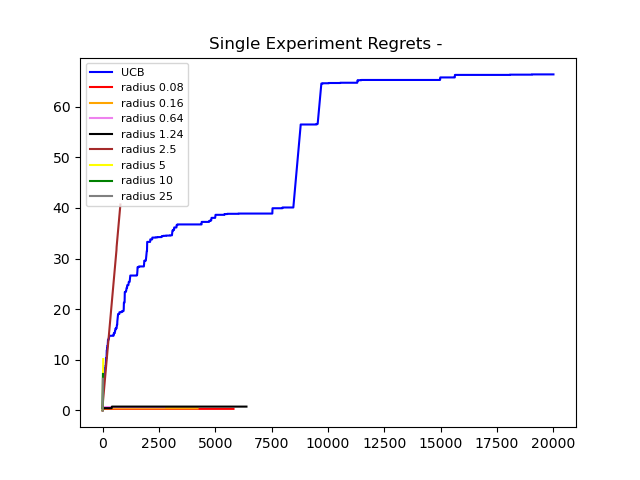 Single Experiment Regrets -
UCB
radius 0.08
radius 0.16
radius 0.64
radius 1.24
radius 2.5
radius 5
radius 10
radius 25
60
50
40
30
20
10
0
0 2500 5000 7500 10000 12500 15000 17500 20000